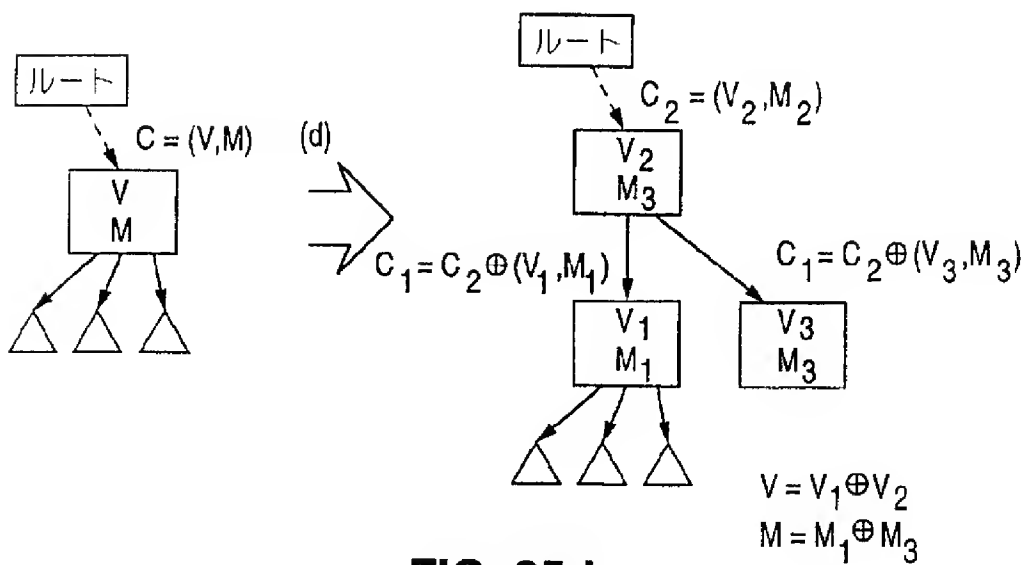 ルート
C = (V,M)
V
M
(d)
ルート
C₂ = (V₂,M₂)
V₂
M₃
C₁ = C₂ ⊕ (V₁,M₁)
C₁ = C₂ ⊕ (V₃,M₃)
V₁
M₁
V₃
M₃
V = V₁ ⊕ V₂
M = M₁ ⊕ M₃